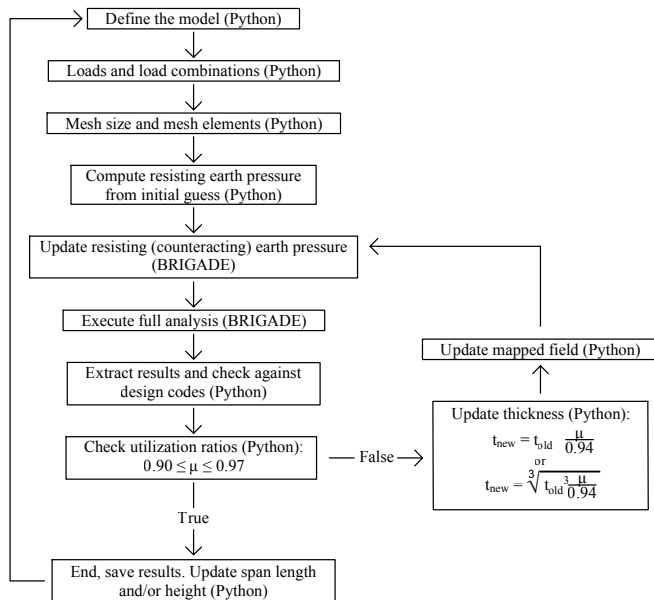 Define the model (Python)
Loads and load combinations (Python)
Mesh size and mesh elements (Python)
Compute resisting earth pressure
from initial guess (Python)
Update resisting (counteracting) earth pressure
(BRIGADE)
Execute full analysis (BRIGADE)
Extract results and check against
design codes (Python)
Check utilization ratios (Python):
0.90 ≤ μ ≤ 0.97
False
Update thickness (Python):
t_new = t_old μ/0.94
or
t_new = ∛(t_old³ μ/0.94)
Update mapped field (Python)
True
End, save results. Update span length
and/or height (Python)